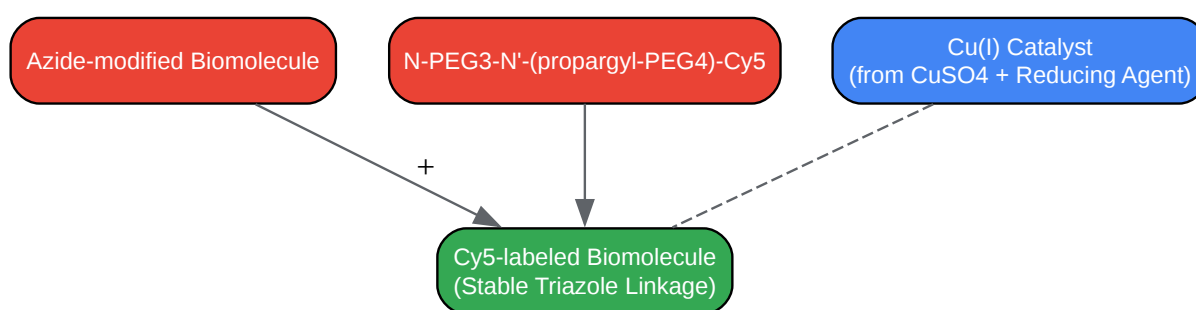 Azide-modified Biomolecule
N-PEG3-N'-(propargyl-PEG4)-Cy5
Cu(I) Catalyst
(from CuSO4 + Reducing Agent)
+
Cy5-labeled Biomolecule
(Stable Triazole Linkage)